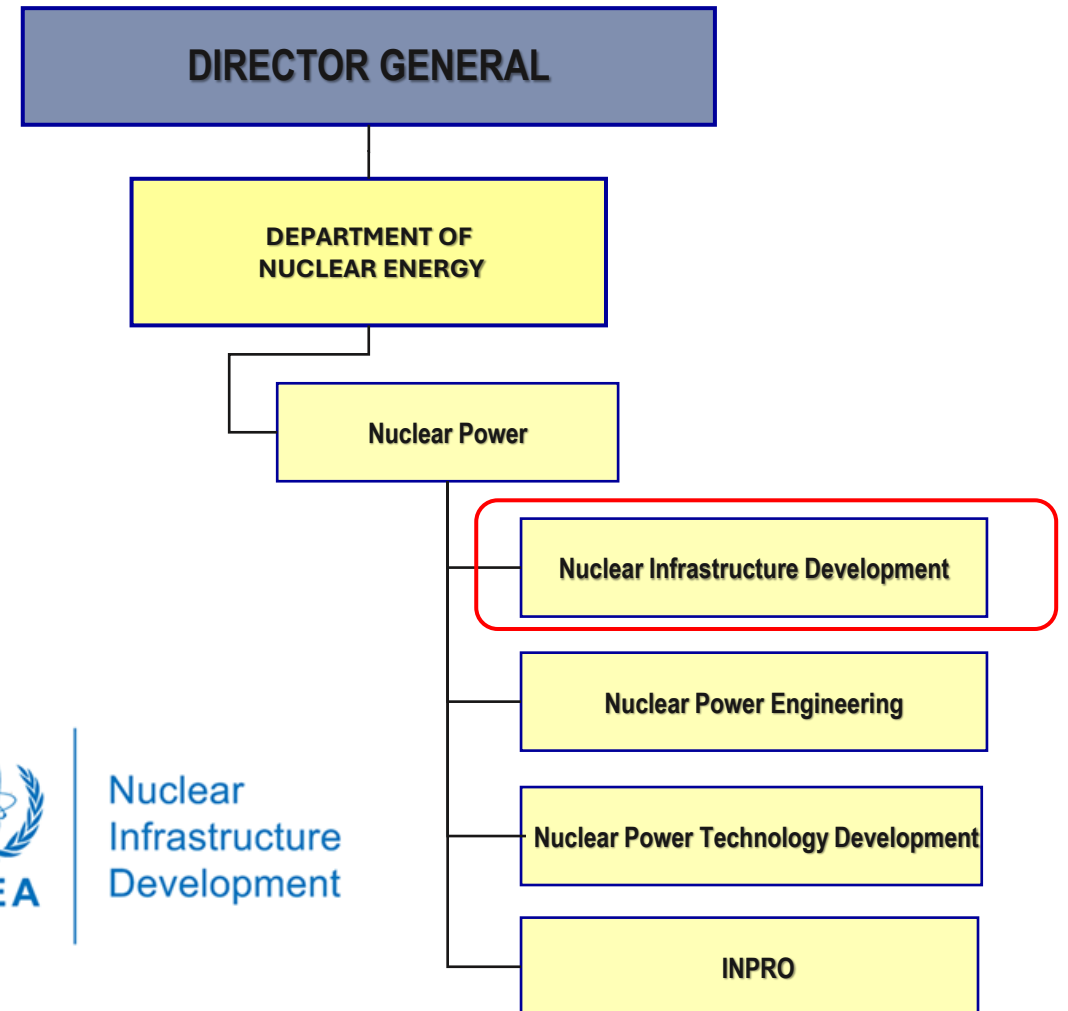 DIRECTOR GENERAL
DEPARTMENT OF
NUCLEAR ENERGY
Nuclear Power
Nuclear Infrastructure Development
Nuclear Power Engineering
Nuclear Power Technology Development
INPRO
Nuclear
Infrastructure
Development
EA